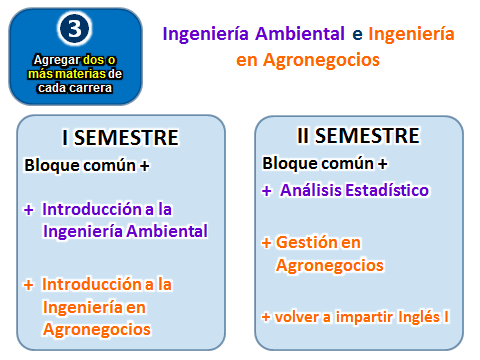 3
Agregar dos o
más materias de
cada carrera
Ingeniería Ambiental e Ingeniería
en Agronegocios
I SEMESTRE
Bloque común +
+ Introducción a la
Ingeniería Ambiental
+ Introducción a la
Ingeniería en
Agronegocios
II SEMESTRE
Bloque común +
+ Análisis Estadístico
+ Gestión en
Agronegocios
+ volver a impartir Inglés I